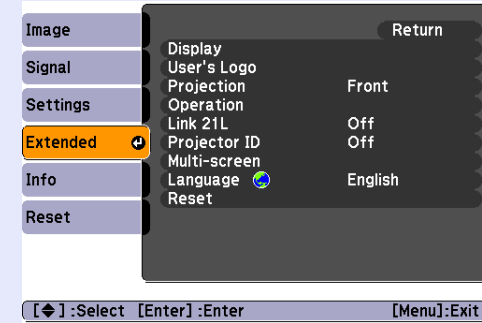 Image
Signal
Settings
Extended
Info
Reset
Return
Display
User's Logo
Projection Front
Operation
Link 21L Off
Projector ID Off
Multi-screen
Language English
Reset
[◆] :Select [Enter] :Enter [Menu]:Exit